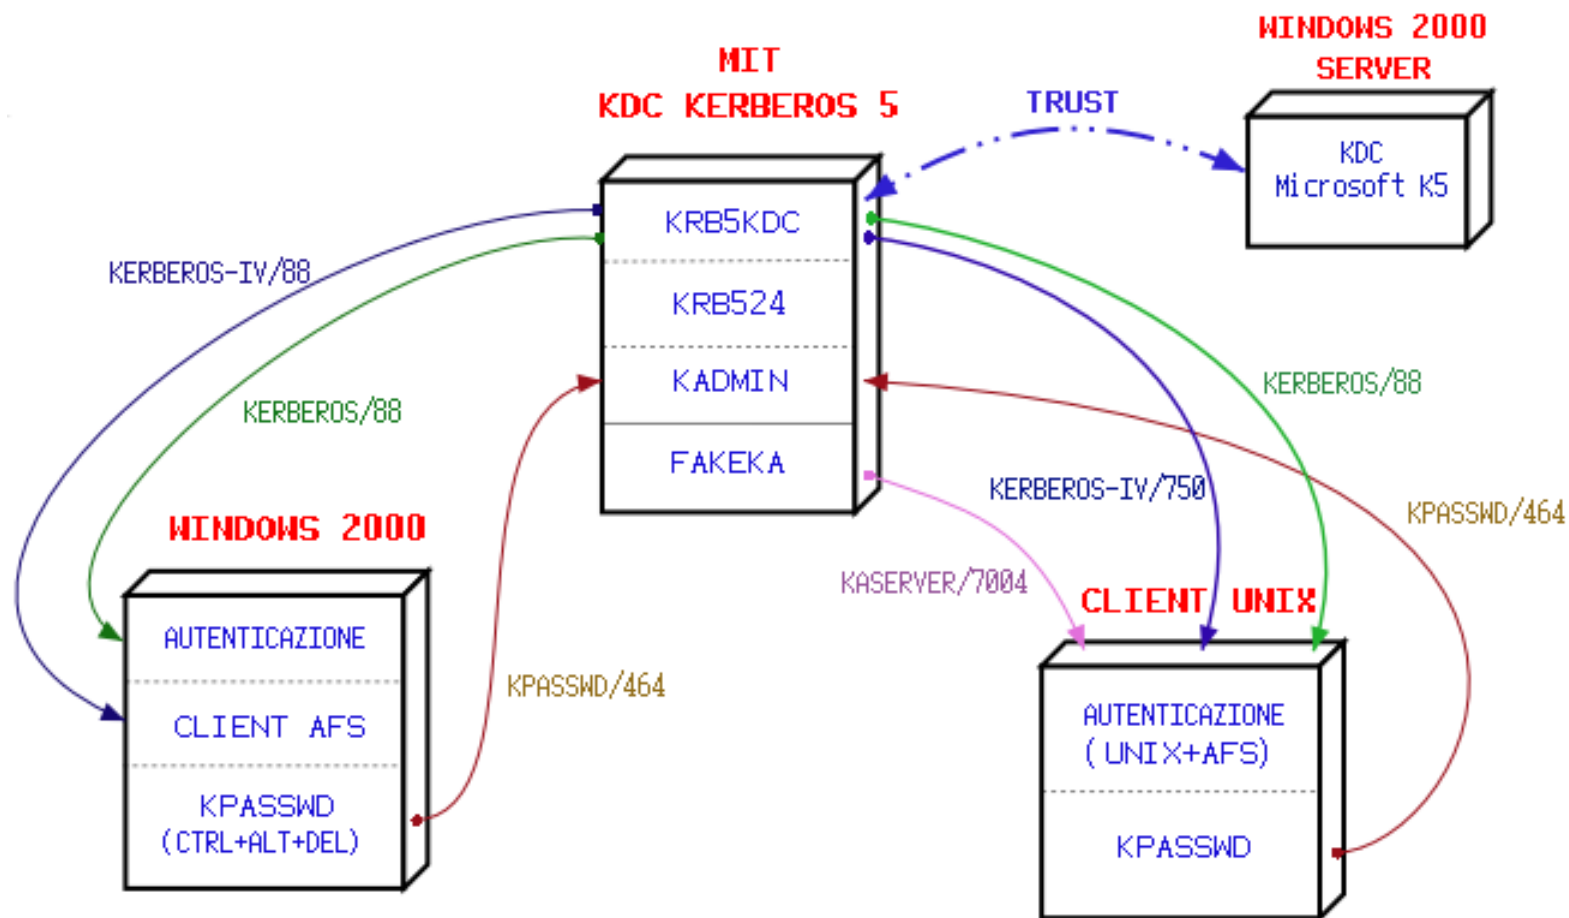 WINDOWS 2000
SERVER
MIT
KDC KERBEROS 5
TRUST
KDC
Microsoft K5
KRB5KDC
KERBEROS-IV/88
KRB524
KADMIN
KERBEROS/88
KERBEROS/88
FAKEKA
KERBEROS-IV/750
KPASSWD/464
WINDOWS 2000
KASERVER/7004
CLIENT UNIX
AUTENTICAZIONE
KPASSWD/464
CLIENT AFS
AUTENTICAZIONE
(UNIX+AFS)
KPASSWD
(CTRL+ALT+DEL)
KPASSWD